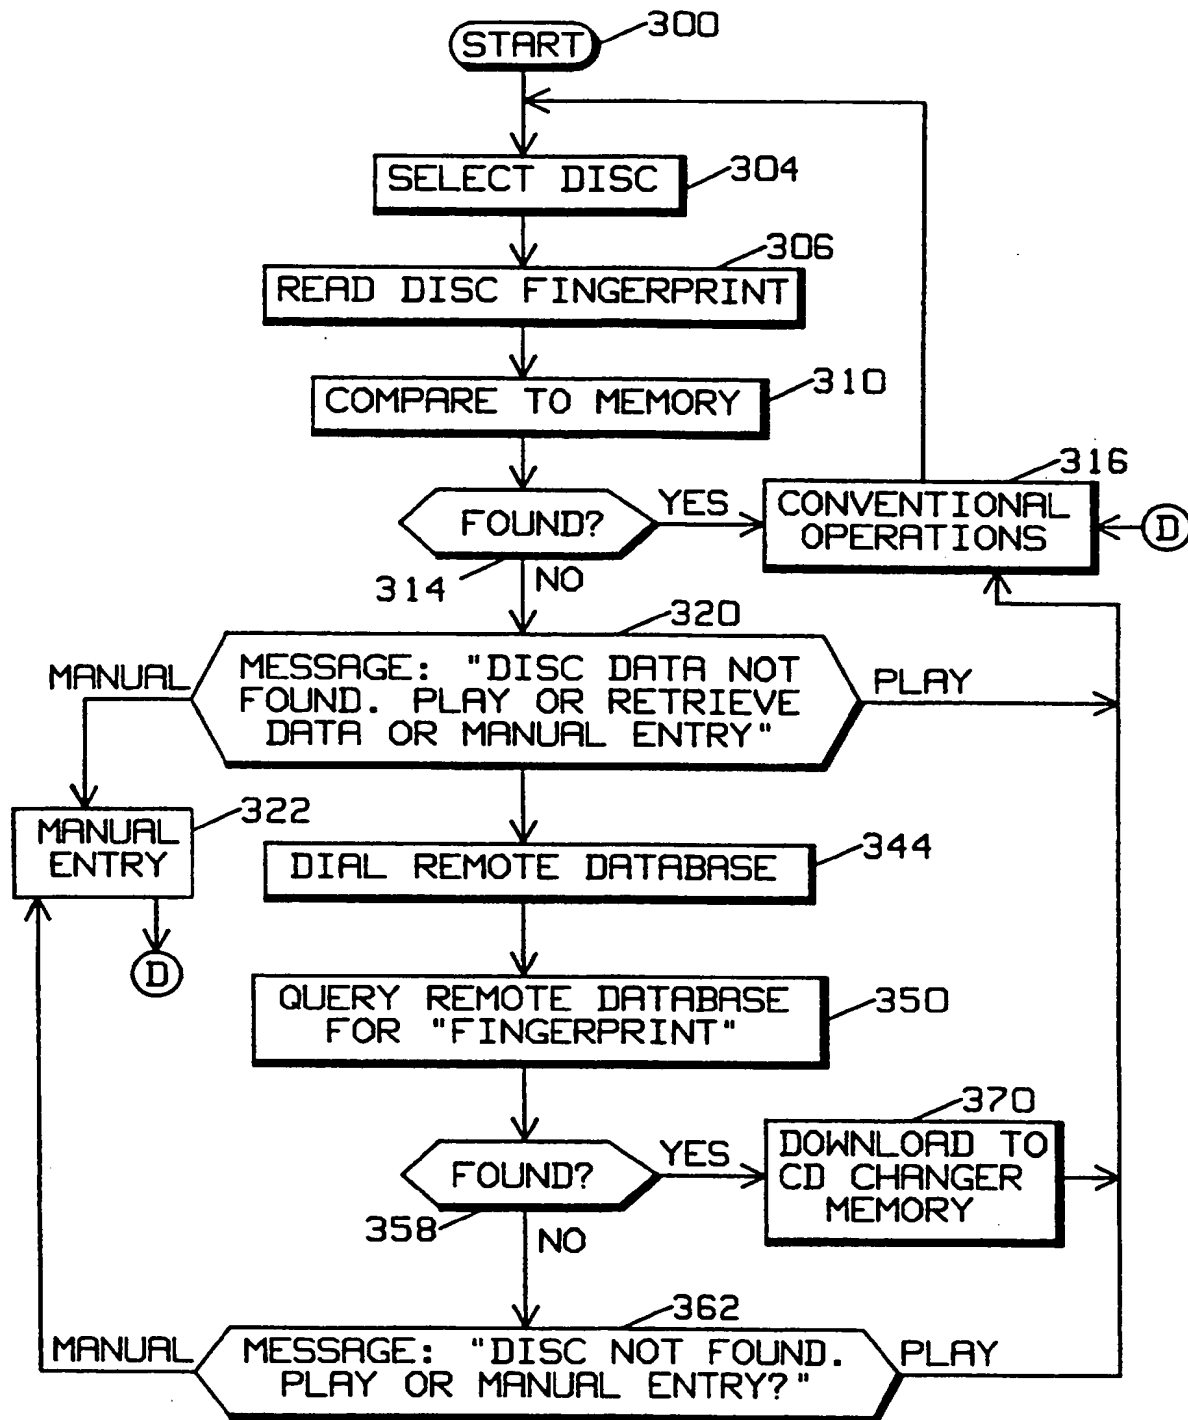 START
300
SELECT DISC
304
306
READ DISC FINGERPRINT
COMPARE TO MEMORY
310
316
FOUND?
YES
CONVENTIONAL
OPERATIONS
D
314
NO
320
MANUAL
MESSAGE: "DISC DATA NOT
FOUND. PLAY OR RETRIEVE
DATA OR MANUAL ENTRY"
PLAY
322
MANUAL
ENTRY
D
DIAL REMOTE DATABASE
344
QUERY REMOTE DATABASE
FOR "FINGERPRINT"
350
370
FOUND?
YES
DOWNLOAD TO
CD CHANGER
MEMORY
358
NO
362
MANUAL
MESSAGE: "DISC NOT FOUND.
PLAY OR MANUAL ENTRY?"
PLAY